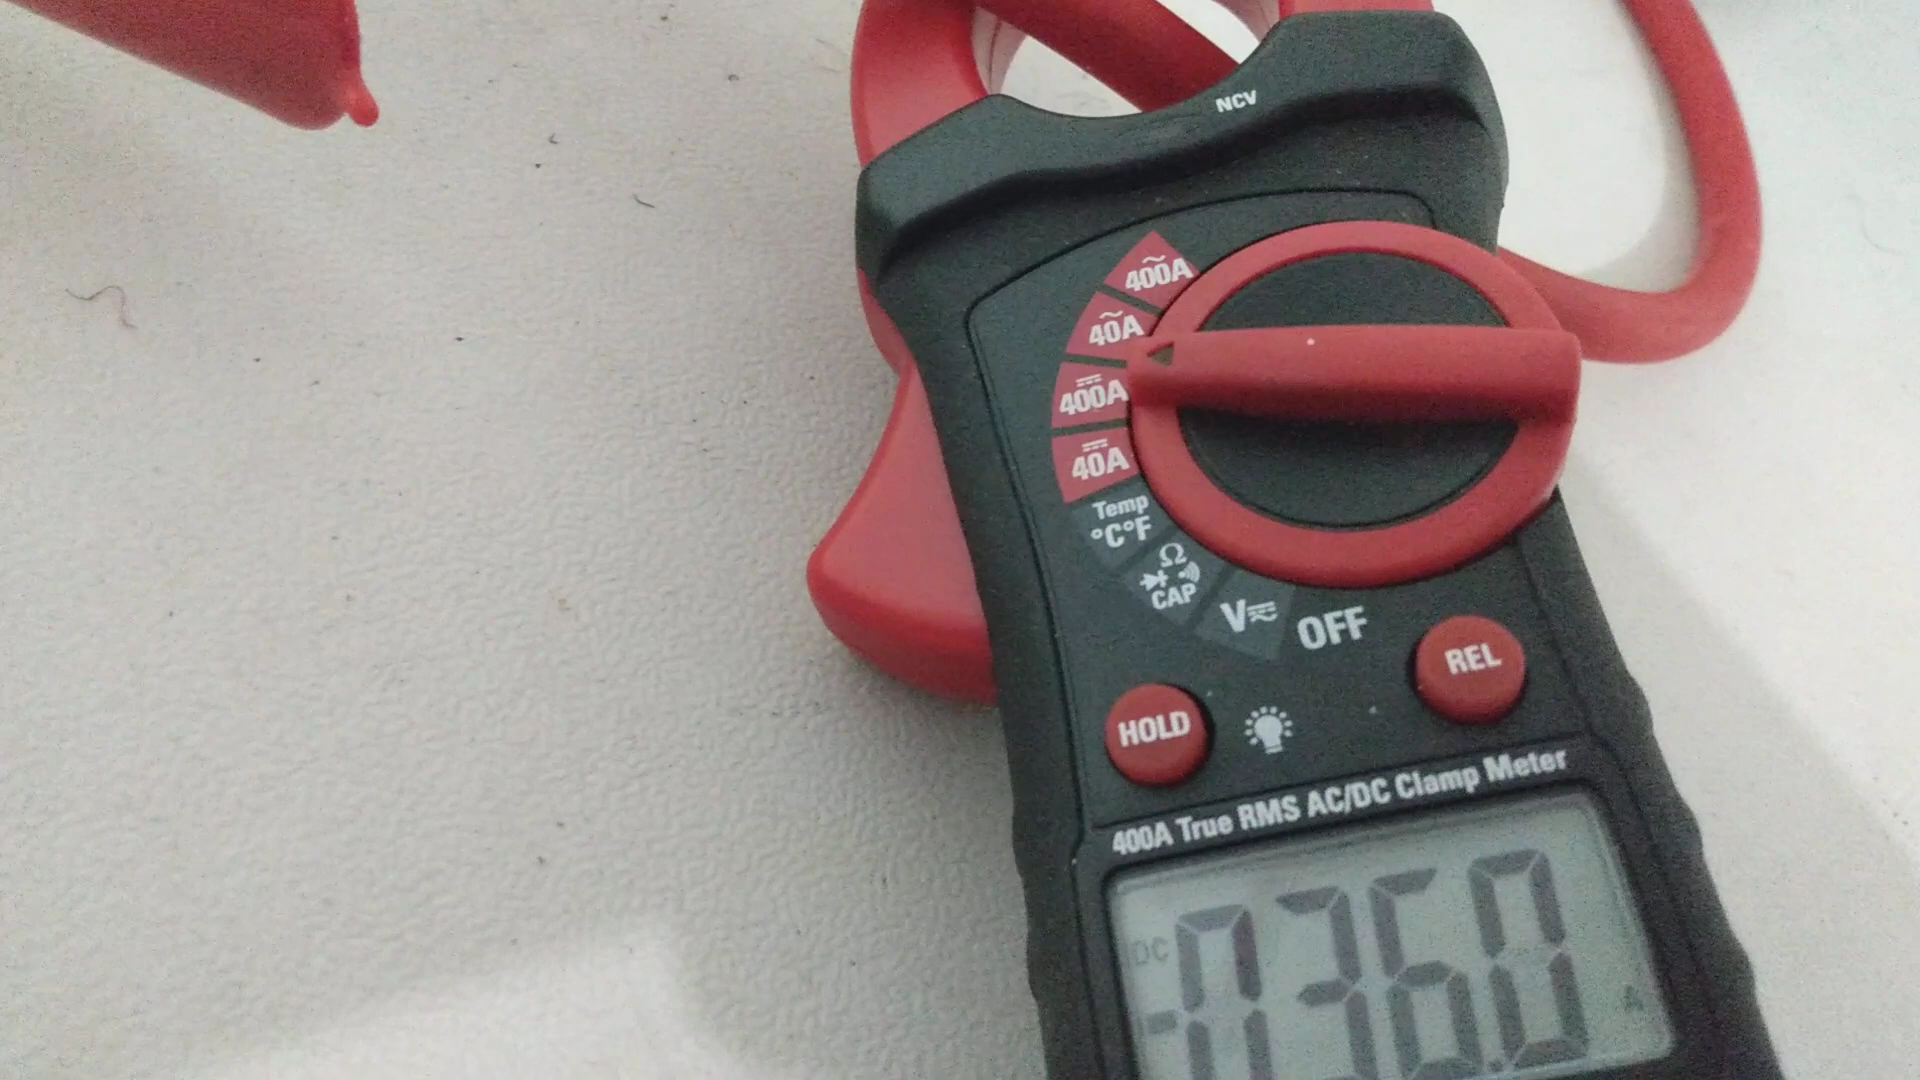 NCV
400A
40A
400A
40A
Temp
°C°F
Ω
CAP
V
OFF
REL
HOLD
400A True RMS AC/DC Clamp Meter
DC
-036.0
A